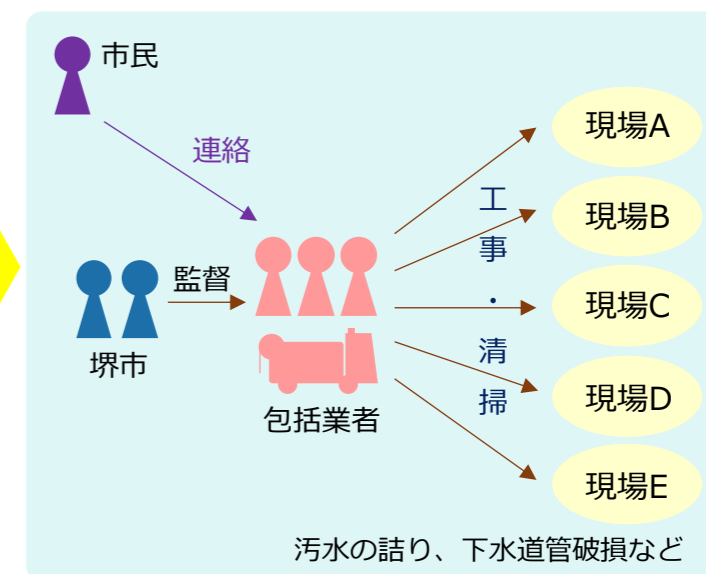 市民
連絡
監督
堺市
包括業者
工事・清掃
現場A
現場B
現場C
現場D
現場E
汚水の詰り、下水道管破損など